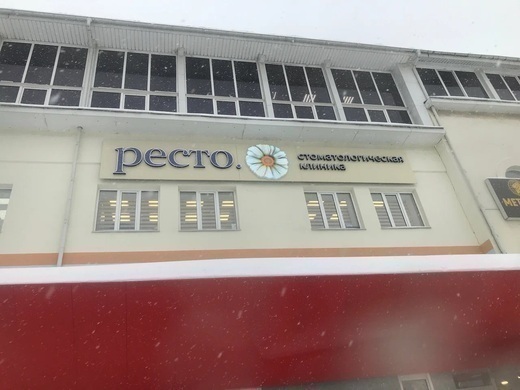 ресто.
стоматологическая
клиника